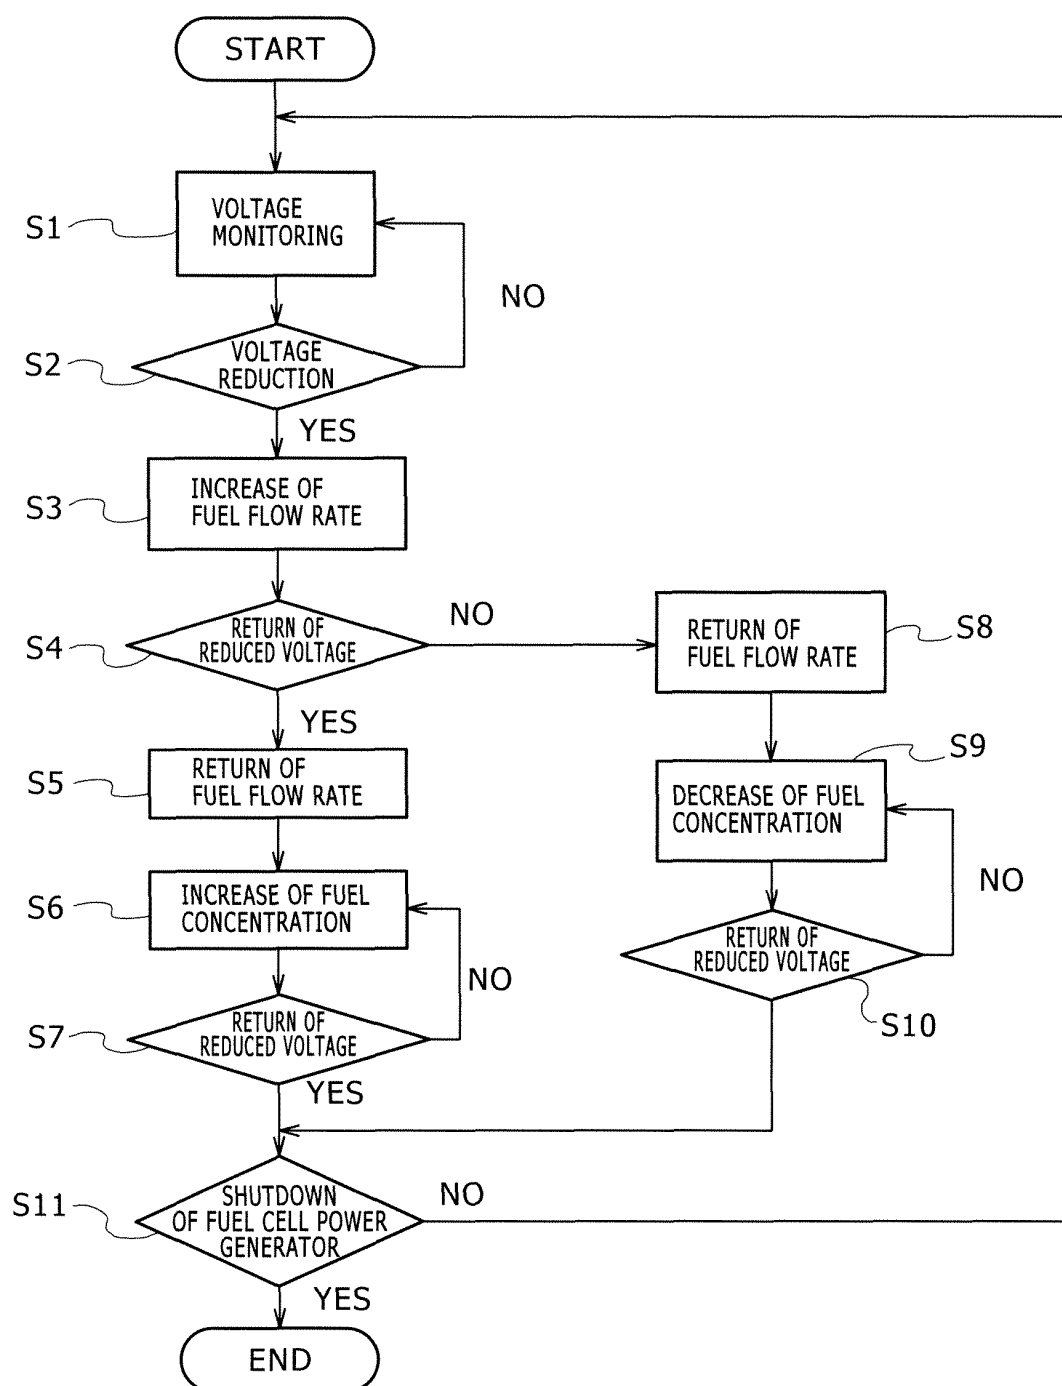 START
S1
VOLTAGE
MONITORING
NO
S2
VOLTAGE
REDUCTION
YES
S3
INCREASE OF
FUEL FLOW RATE
S4
RETURN OF
REDUCED VOLTAGE
NO
RETURN OF
FUEL FLOW RATE
S8
YES
S5
RETURN OF
FUEL FLOW RATE
S9
DECREASE OF FUEL
CONCENTRATION
NO
S6
INCREASE OF FUEL
CONCENTRATION
NO
RETURN OF
REDUCED VOLTAGE
S10
S7
RETURN OF
REDUCED VOLTAGE
YES
S11
SHUTDOWN
OF FUEL CELL POWER
GENERATOR
NO
YES
END